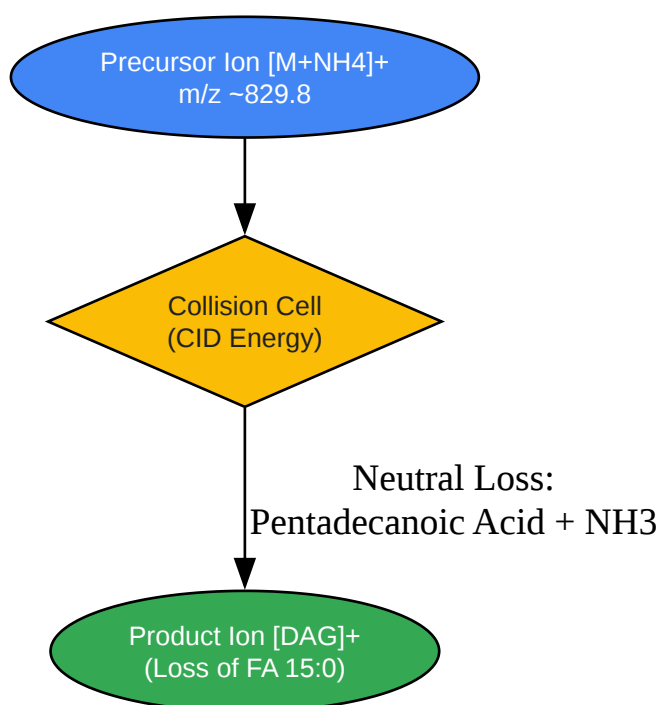 Precursor Ion [M+NH4]+
m/z ~829.8
Collision Cell
(CID Energy)
Neutral Loss:
Pentadecanoic Acid + NH3
Product Ion [DAG]+
(Loss of FA 15:0)